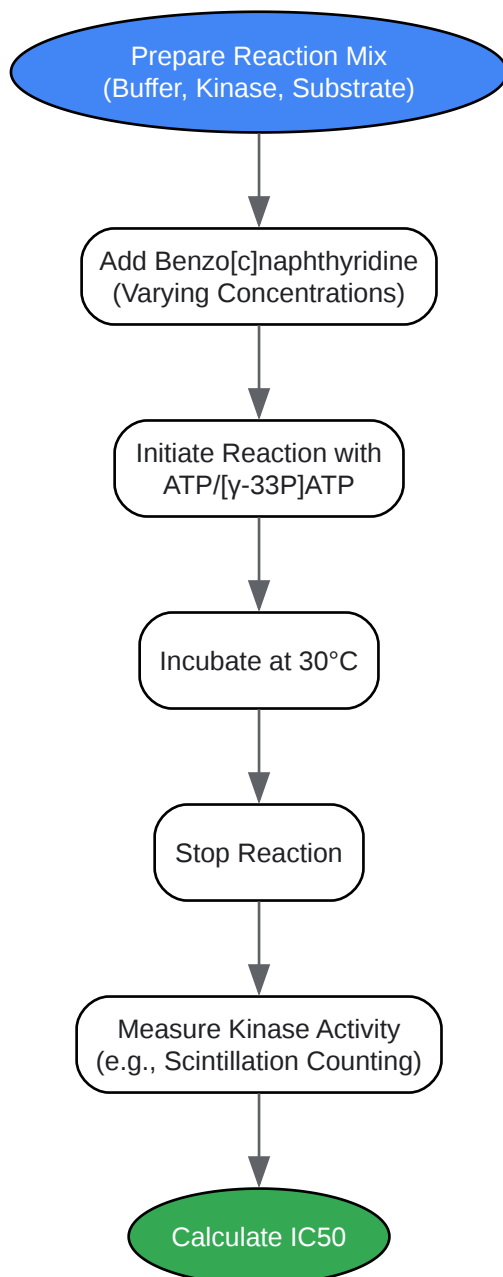 Prepare Reaction Mix
(Buffer, Kinase, Substrate)
Add Benzo[c]naphthyridine
(Varying Concentrations)
Initiate Reaction with
ATP/[γ-33P]ATP
Incubate at 30°C
Stop Reaction
Measure Kinase Activity
(e.g., Scintillation Counting)
Calculate IC50